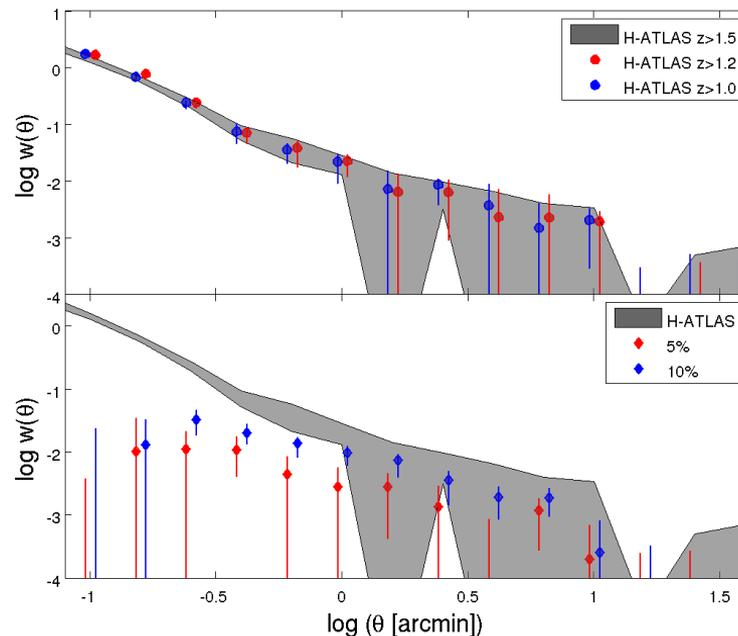 1
0
-1
-2
-3
-4
log w(θ)
H-ATLAS z>1.5
H-ATLAS z>1.2
H-ATLAS z>1.0
0
-1
-2
-3
-4
log w(θ)
H-ATLAS
5%
10%
-1
-0.5
0
0.5
1
1.5
log (θ [arcmin])